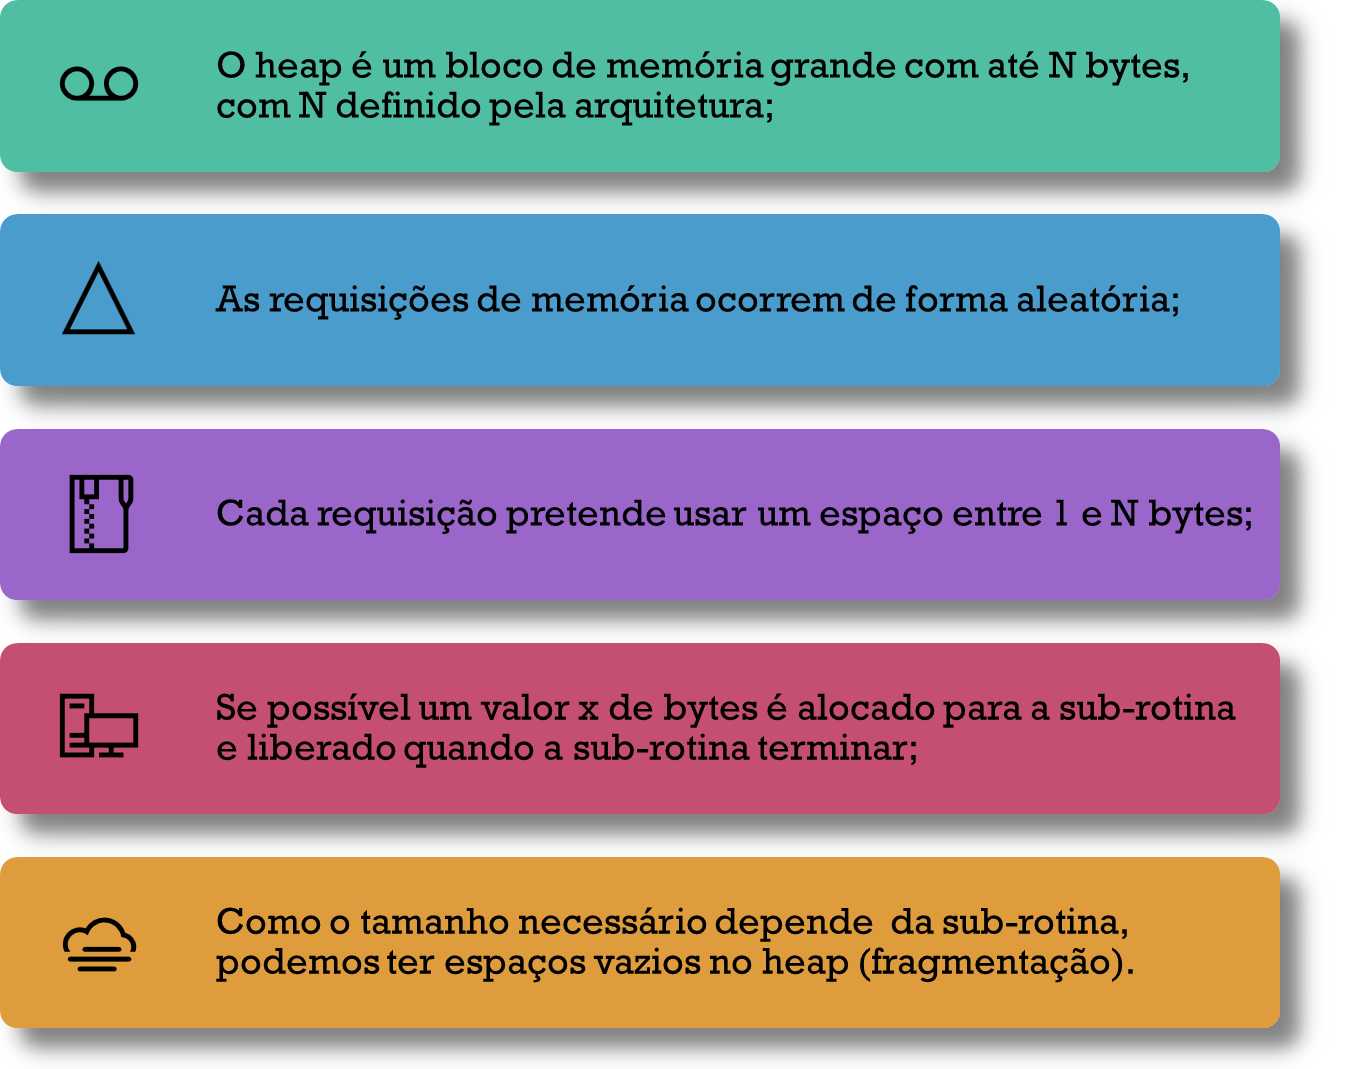 O heap é um bloco de memória grande com até N bytes,
com N definido pela arquitetura;
As requisições de memória ocorrem de forma aleatória;
Cada requisição pretende usar um espaço entre 1 e N bytes;
Se possível um valor x de bytes é alocado para a sub-rotina
e liberado quando a sub-rotina terminar;
Como o tamanho necessário depende da sub-rotina,
podemos ter espaços vazios no heap (fragmentação).